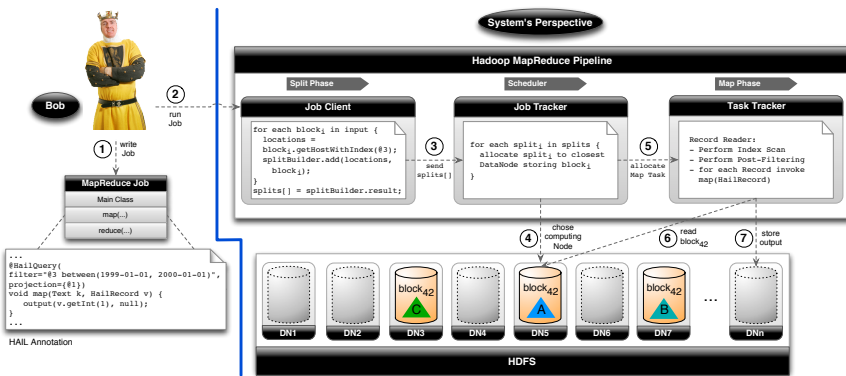 System's Perspective
Hadoop MapReduce Pipeline
Split Phase
Scheduler
Map Phase
Bob
2
run
Job
Job Client
for each block_i in input {
locations =
block_i.getHostWithIndex(@3);
splitBuilder.add(locations,
block_i);
}
splits[] = splitBuilder.result;
3
send
splits[]
Job Tracker
for each split_i in splits {
allocate split_i to closest
DataNode storing block_i
}
5
allocate
Map Task
Task Tracker
Record Reader:
- Perform Index Scan
- Perform Post-Filtering
- for each Record invoke
map(HailRecord)
1
write
Job
MapReduce Job
Main Class
map(...)
reduce(...)
...
@HailQuery(
filter="@3 between(1999-01-01, 2000-01-01)",
projection={@1})
void map(Text k, HailRecord v) {
output(v.getInt(1), null);
}
...
HAIL Annotation
4
chose
computing
Node
6
read
block_42
7
store
output
block_42
C
block_42
A
block_42
B
...
DN1
DN2
DN3
DN4
DN5
DN6
DN7
DNn
HDFS